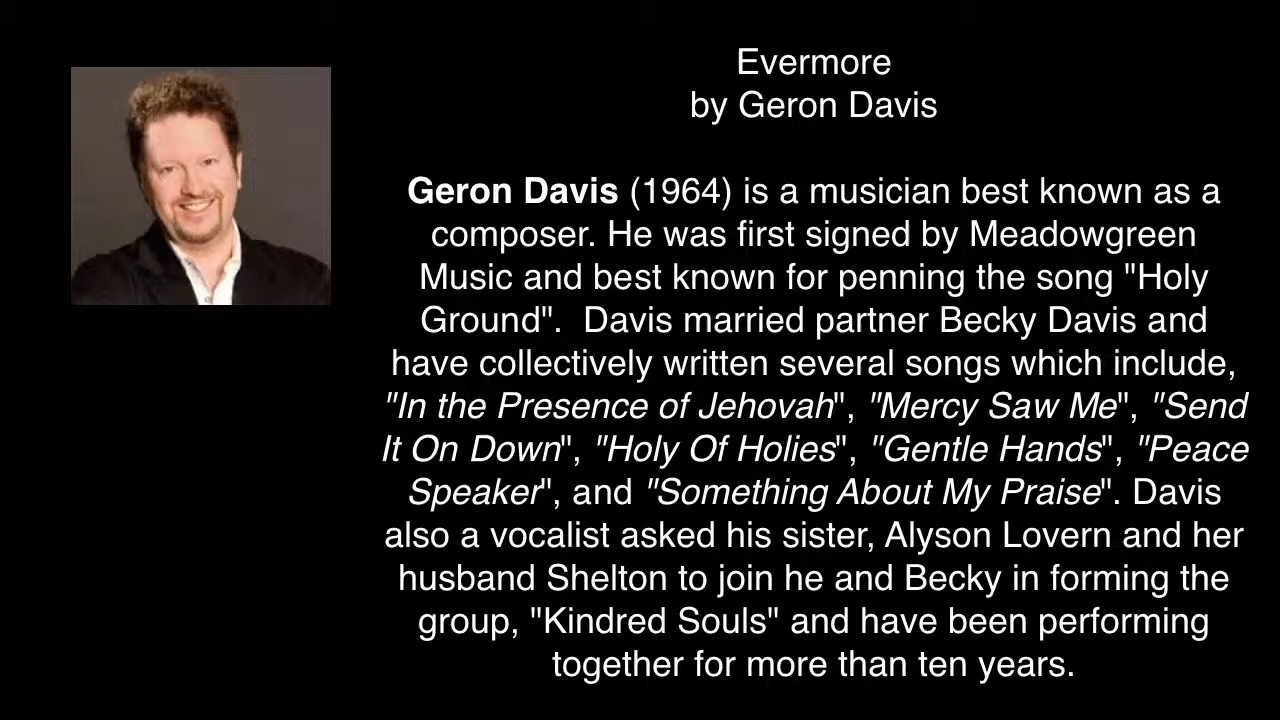 Evermore
by Geron Davis
Geron Davis (1964) is a musician best known as a
composer. He was first signed by Meadowgreen
Music and best known for penning the song "Holy
Ground".  Davis married partner Becky Davis and
have collectively written several songs which include,
"In the Presence of Jehovah", "Mercy Saw Me", "Send
It On Down", "Holy Of Holies", "Gentle Hands", "Peace
Speaker", and "Something About My Praise". Davis
also a vocalist asked his sister, Alyson Lovern and her
husband Shelton to join he and Becky in forming the
group, "Kindred Souls" and have been performing
together for more than ten years.